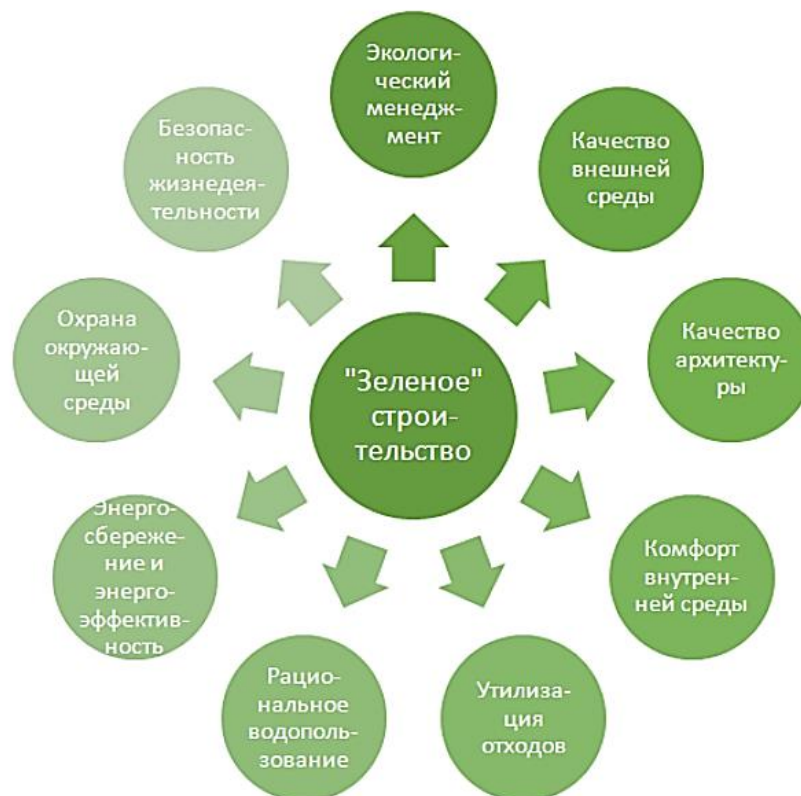 Экологи-
ческий
менедж-
мент
Качество
внешней
среды
Качество
архитекту-
ры
Комфорт
внутрен-
ней среды
Утилиза-
ция
отходов
Рацио-
нальное
водополь-
зование
Энерго-
сбереже-
ние и
энерго-
эффектив-
ность
Охрана
окружаю-
щей
среды
Безопас-
ность
жизнедея-
тельности
"Зеленое"
строи-
тельство